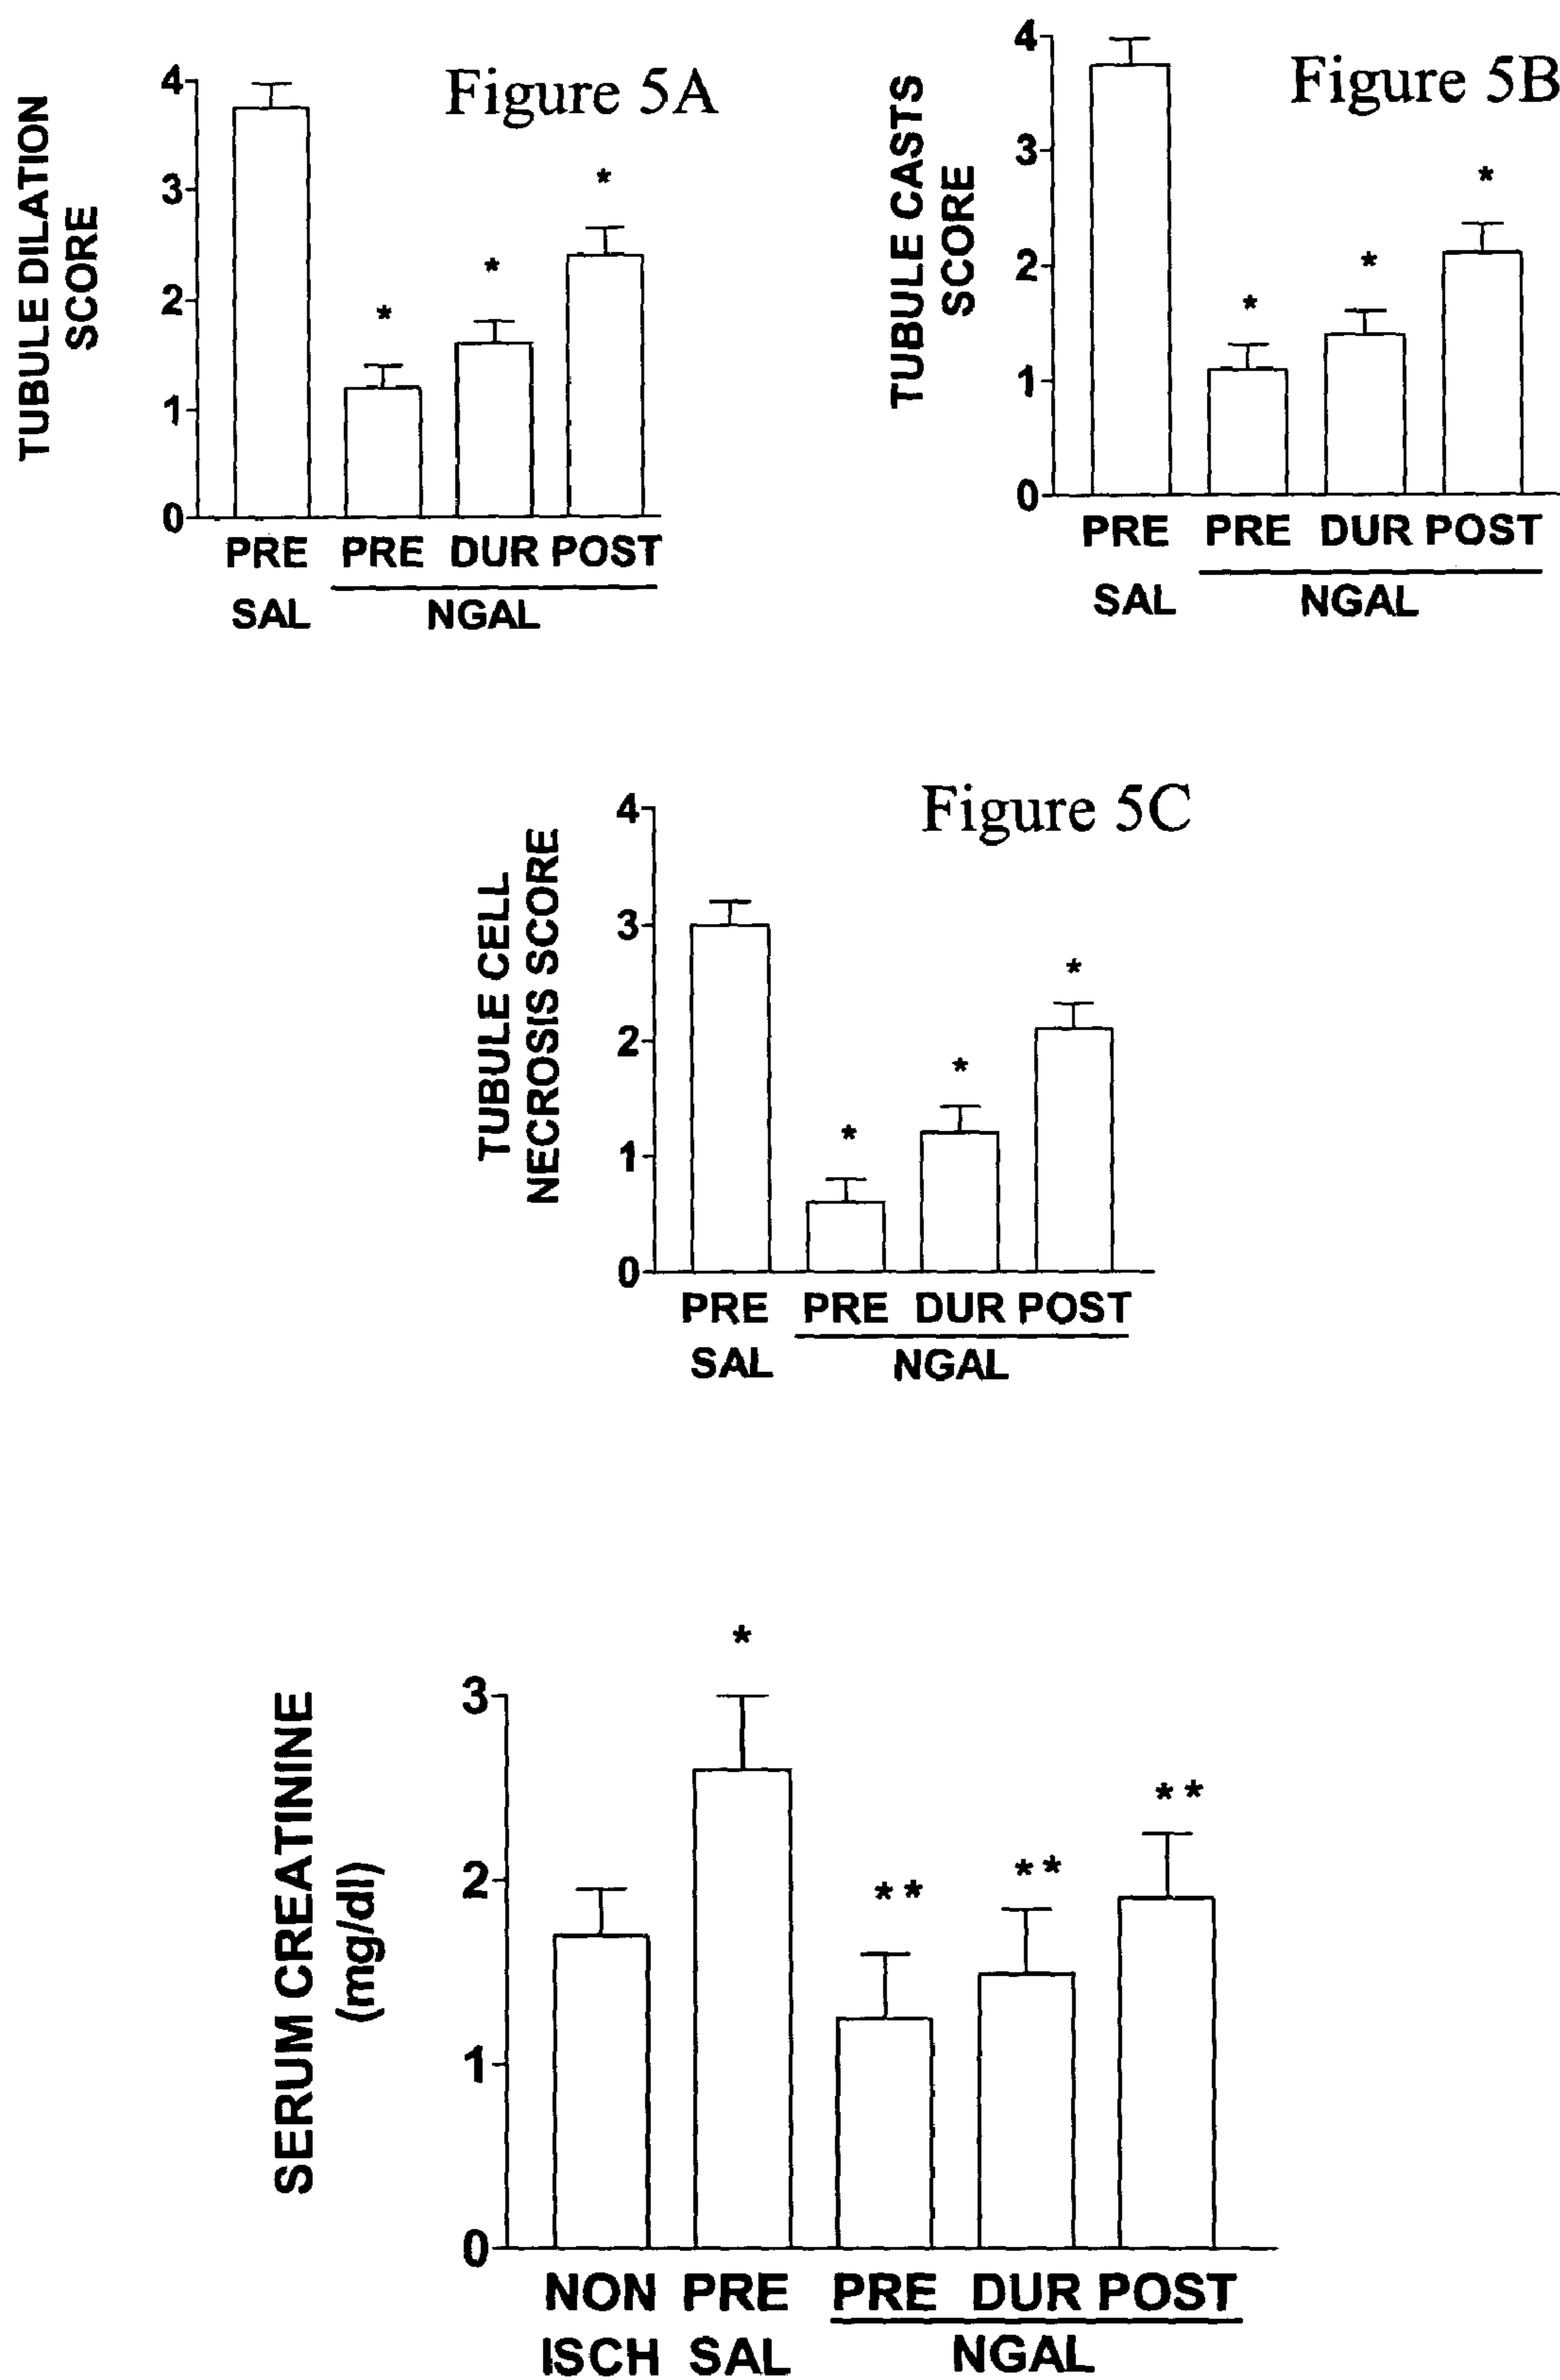 Figure 5A
TUBULE DILATION
SCORE
4
3
2
1
0
*
*
*
PRE PRE DUR POST
SAL NGAL
Figure 5B
TUBULE CASTS
SCORE
4
3
2
1
0
*
*
*
PRE PRE DUR POST
SAL NGAL
Figure 5C
TUBULE CELL
NECROSIS SCORE
4
3
2
1
0
*
*
*
PRE PRE DUR POST
SAL NGAL
SERUM CREATININE
(mg/dl)
3
2
1
0
*
**
**
**
NON PRE PRE DUR POST
ISCH SAL NGAL